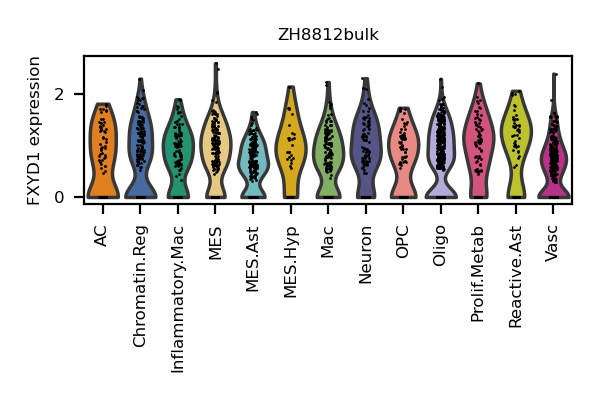 ZH8812bulk
FXYD1 expression
2
0
AC
Chromatin.Reg
Inflammatory.Mac
MES
MES.Ast
MES.Hyp
Mac
Neuron
OPC
Oligo
Prolif.Metab
Reactive.Ast
Vasc